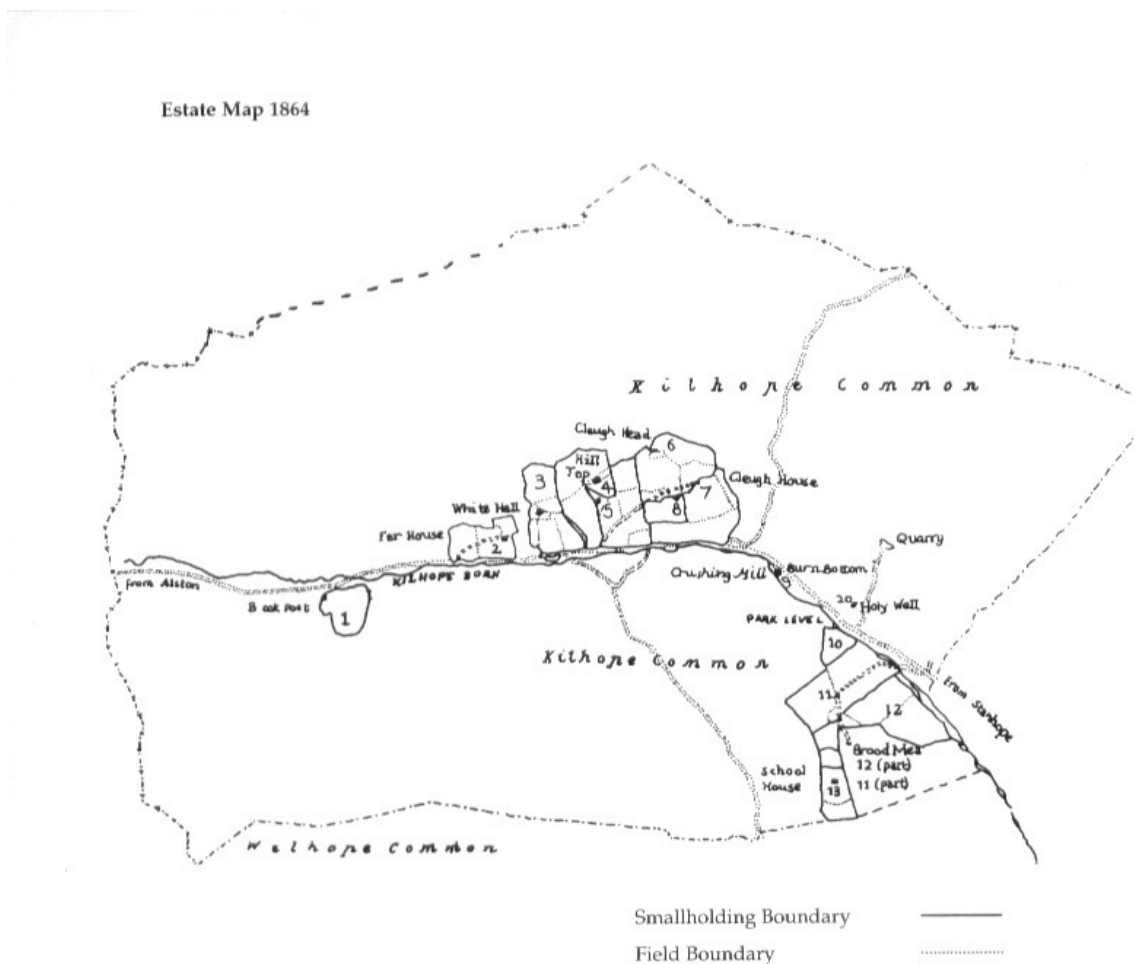 Estate Map 1864
Kilhope Common
Clough Head
6
Hill
Top
3
4
Clough House
7
5
8
White Hall
Far House
2
Quarry
KILHOPE BORN
Crushing Mill
Burn Bottom
9
from Alston
20
Holy Well
1
PARK LEVEL
10
Kilhope Common
from Stanhope
11
12
Brood Mea
12 (part)
School
House
11 (part)
13
Welhope Common
Smallholding Boundary
Field Boundary